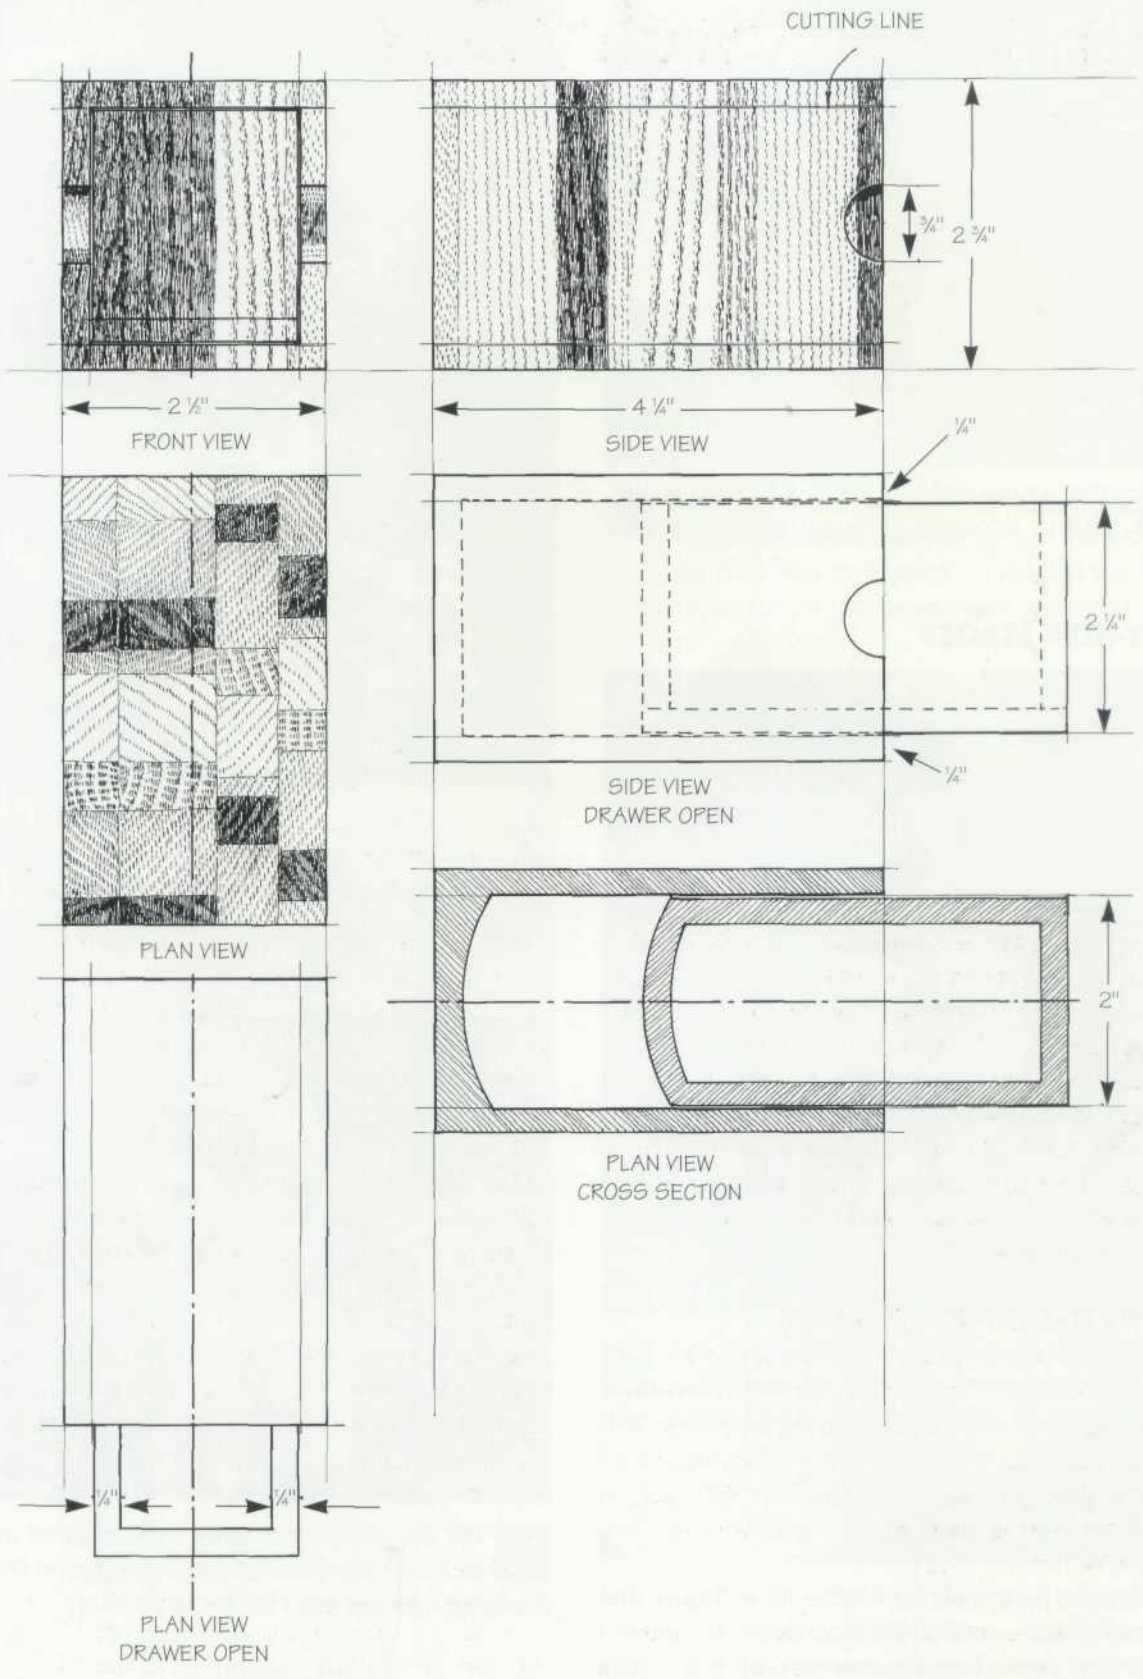 CUTTING LINE
¾"
2 ¾"
2 ½"
4 ¼"
FRONT VIEW
SIDE VIEW
¼"
2 ¼"
¼"
SIDE VIEW
DRAWER OPEN
PLAN VIEW
2"
PLAN VIEW
CROSS SECTION
¼"
¼"
PLAN VIEW
DRAWER OPEN